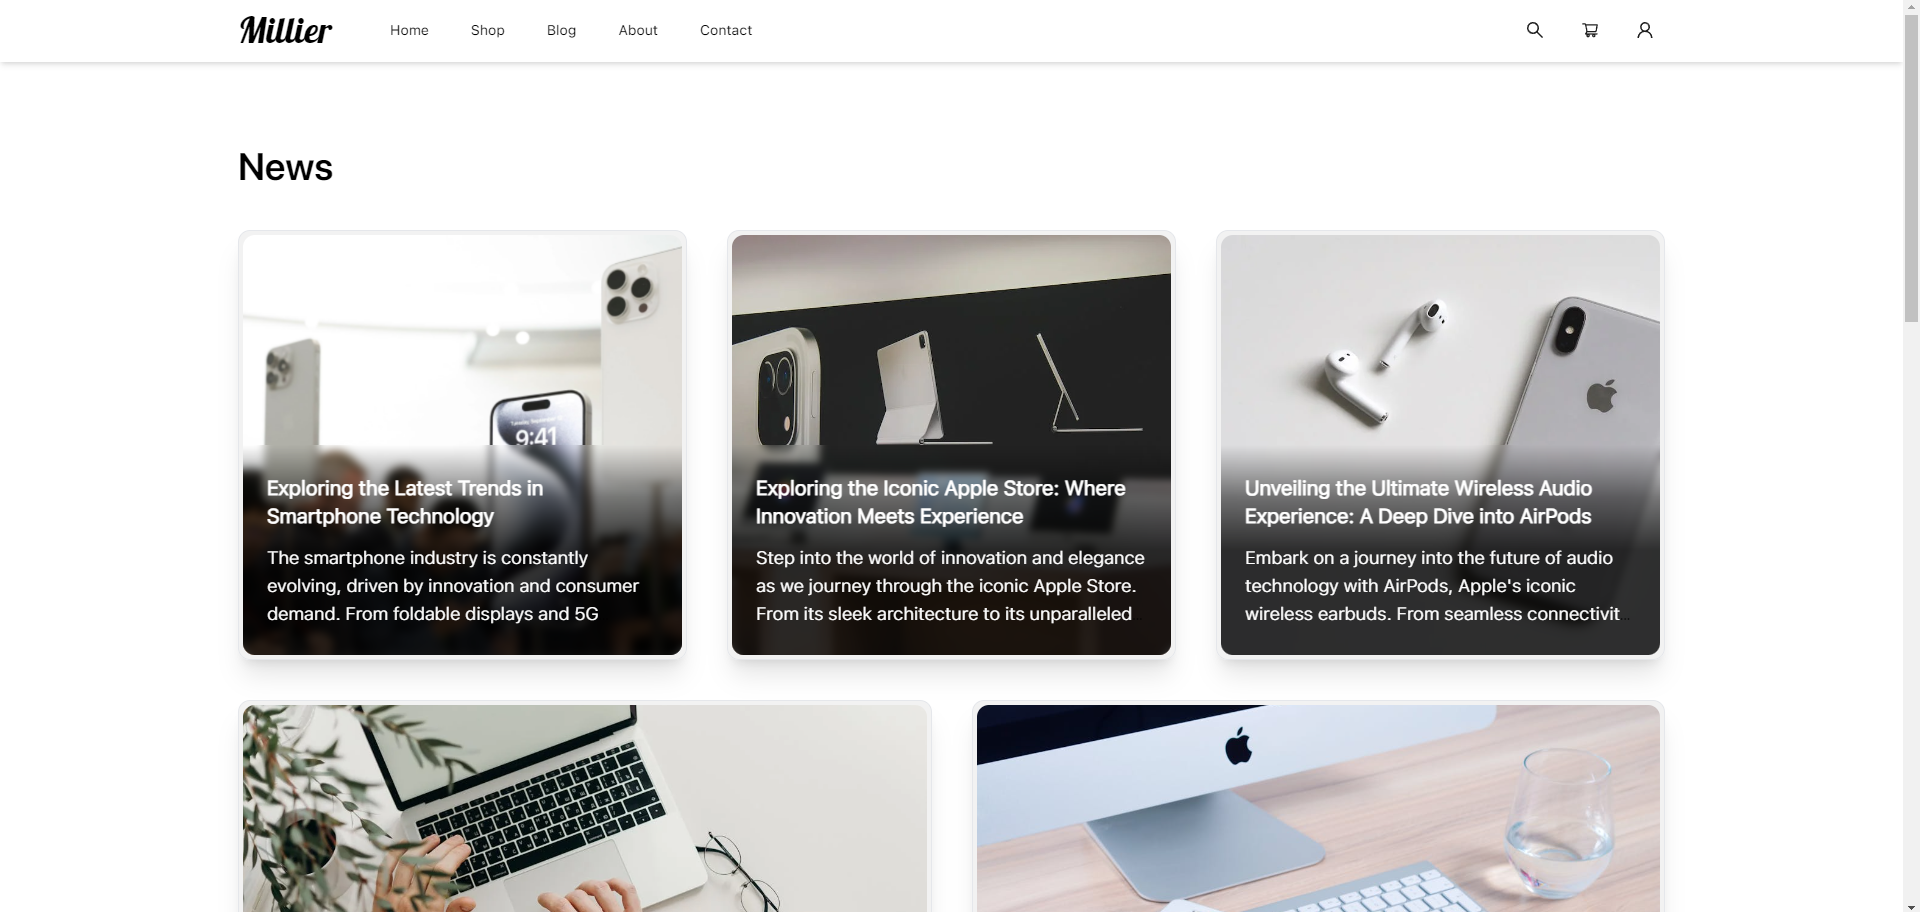 Millier
Home
Shop
Blog
About
Contact
News
9:41
Exploring the Latest Trends in
Smartphone Technology
The smartphone industry is constantly
evolving, driven by innovation and consumer
demand. From foldable displays and 5G
Exploring the Iconic Apple Store: Where
Innovation Meets Experience
Step into the world of innovation and elegance
as we journey through the iconic Apple Store.
From its sleek architecture to its unparalleled
Unveiling the Ultimate Wireless Audio
Experience: A Deep Dive into AirPods
Embark on a journey into the future of audio
technology with AirPods, Apple's iconic
wireless earbuds. From seamless connectivit...